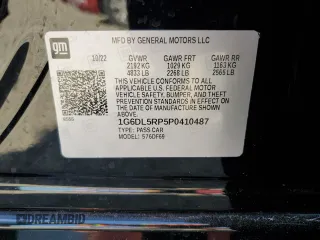 gm
MFD BY GENERAL MOTORS LLC
10/22 GVWR GAWR FRT GAWR RR
2192 KG 1029 KG 1163 KG
4833 LB 2268 LB 2565 LB
THIS VEHICLE CONFORMS TO ALL
APPLICABLE U.S. FEDERAL MOTOR
VEHICLE SAFETY, BUMPER, AND THEFT
PREVENTION STANDARDS IN EFFECT ON
THE DATE OF MANUFACTURE SHOWN ABOVE.
1G6DL5RP5P0410487
TYPE: PASS CAR
MODEL: 6DF69
DREAMBID